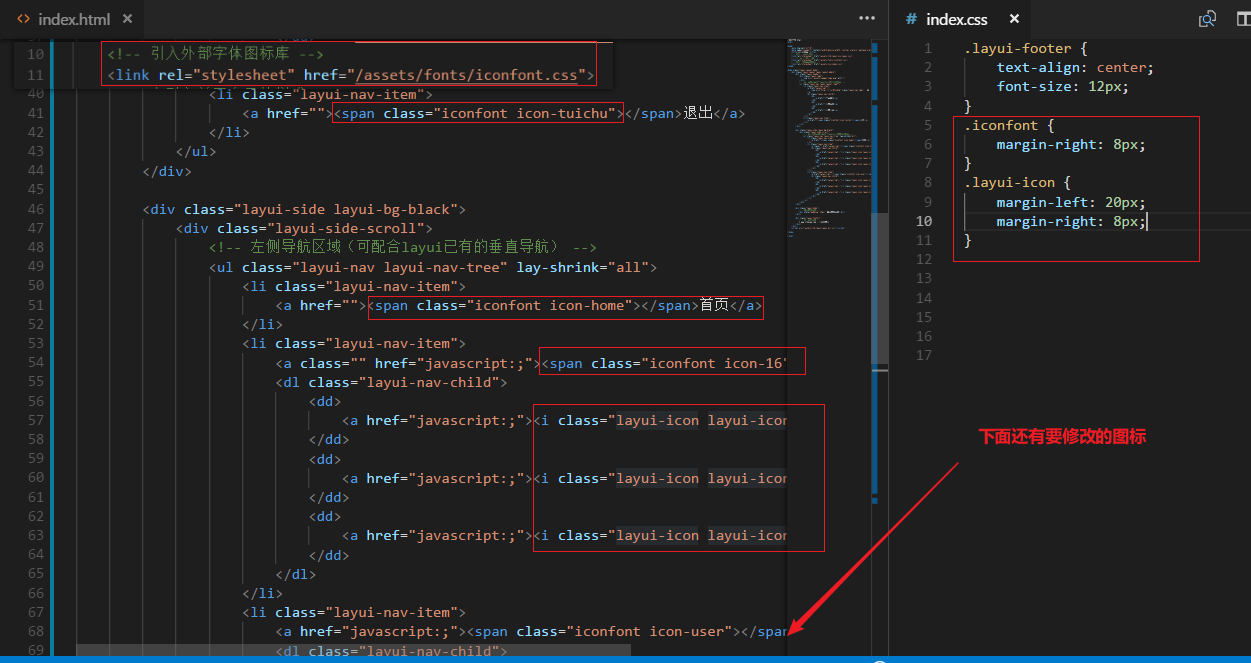 index.html
index.css
10 <!-- 引入外部字体图标库 -->
11 <link rel="stylesheet" href="/assets/fonts/iconfont.css">
40 <li class="layui-nav-item">
41 <a href=""><span class="iconfont icon-tuichu"></span>退出</a>
42 </li>
43 </ul>
44 </div>
45
46 <div class="layui-side layui-bg-black">
47 <div class="layui-side-scroll">
48 <!-- 左侧导航区域（可配合layui已有的垂直导航） -->
49 <ul class="layui-nav layui-nav-tree" lay-shrink="all">
50 <li class="layui-nav-item">
51 <a href=""><span class="iconfont icon-home"></span>首页</a>
52 </li>
53 <li class="layui-nav-item">
54 <a class="" href="javascript:;"><span class="iconfont icon-16"
55 <dl class="layui-nav-child">
56 <dd>
57 <a href="javascript:;"><i class="layui-icon layui-icon
58 </dd>
59 <dd>
60 <a href="javascript:;"><i class="layui-icon layui-icon
61 </dd>
62 <dd>
63 <a href="javascript:;"><i class="layui-icon layui-icon
64 </dd>
65 </dl>
66 </li>
67 <li class="layui-nav-item">
68 <a href="javascript:;"><span class="iconfont icon-user"></span
69 <dl class="layui-nav-child">
1 .layui-footer {
2 text-align: center;
3 font-size: 12px;
4 }
5 .iconfont {
6 margin-right: 8px;
7 }
8 .layui-icon {
9 margin-left: 20px;
10 margin-right: 8px;
11 }
12
13
14
15
16
17
下面还有要修改的图标